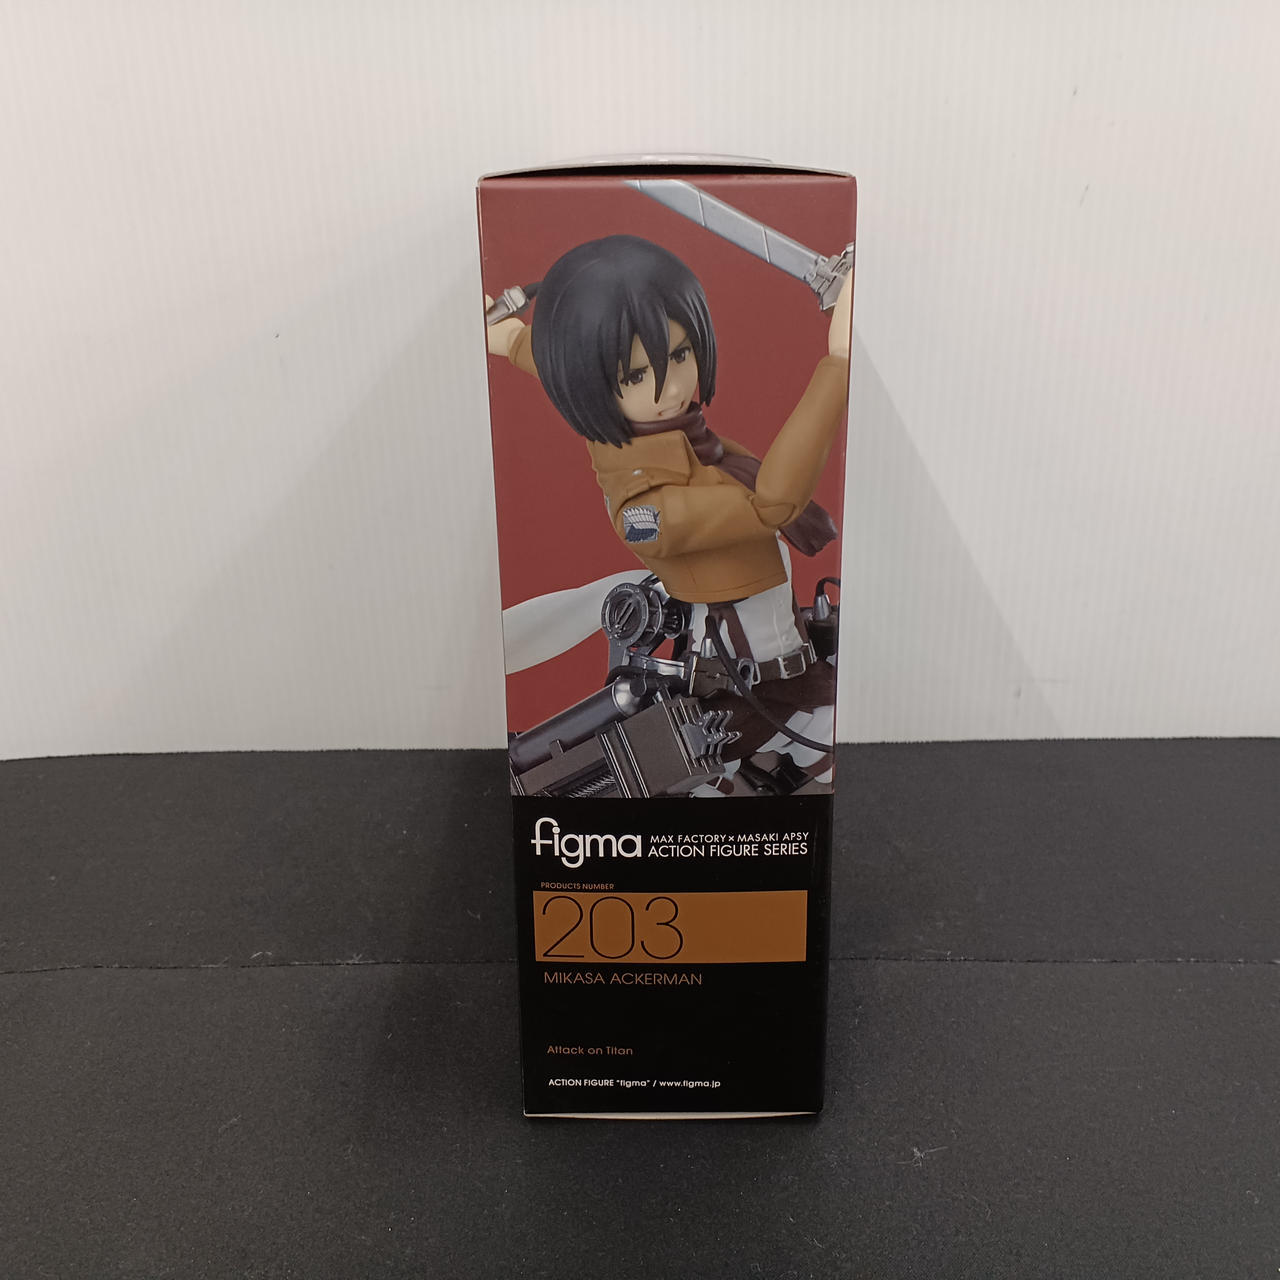 figma MAX FACTORY × MASAKI APSY
ACTION FIGURE SERIES
PRODUCTS NUMBER
203
MIKASA ACKERMAN
Attack on Titan
ACTION FIGURE "figma" / www.figma.jp